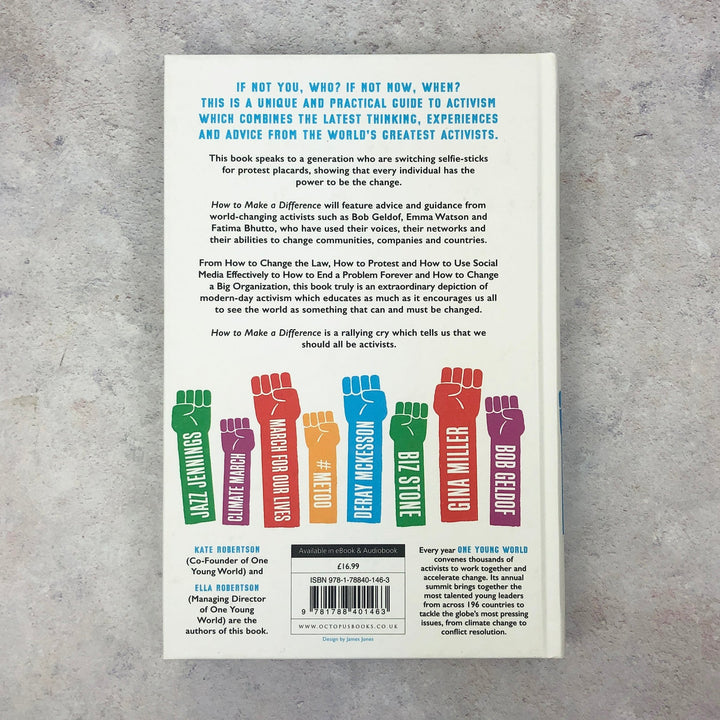 IF NOT YOU, WHO? IF NOT NOW, WHEN?
THIS IS A UNIQUE AND PRACTICAL GUIDE TO ACTIVISM
WHICH COMBINES THE LATEST THINKING, EXPERIENCES
AND ADVICE FROM THE WORLD'S GREATEST ACTIVISTS.
This book speaks to a generation who are switching selfie-sticks
for protest placards, showing that every individual has the
power to be the change.
How to Make a Difference will feature advice and guidance from
world-changing activists such as Bob Geldof, Emma Watson and
Fatima Bhutto, who have used their voices, their networks and
their abilities to change communities, companies and countries.
From How to Change the Law, How to Protest and How to Use Social
Media Effectively to How to End a Problem Forever and How to Change
a Big Organization, this book truly is an extraordinary depiction of
modern-day activism which educates as much as it encourages us all
to see the world as something that can and must be changed.
How to Make a Difference is a rallying cry which tells us that we
should all be activists.
JAZZ JENNINGS
CLIMATE MARCH
MARCH FOR OUR LIVES
#METOO
DERAY MCKESSON
BIZ STONE
GINA MILLER
BOB GELDOF
KATE ROBERTSON
(Co-Founder of One
Young World) and
ELLA ROBERTSON
(Managing Director
of One Young
World) are the
authors of this book.
Available in eBook & Audiobook
£16.99
ISBN 978-1-78840-146-3
9 781788 401463
WWW.OCTOPUSBOOKS.CO.UK
Design by James Jones
Every year ONE YOUNG WORLD
convenes thousands of
activists to work together and
accelerate change. Its annual
summit brings together the
most talented young leaders
from across 196 countries to
tackle the globe's most pressing
issues, from climate change to
conflict resolution.